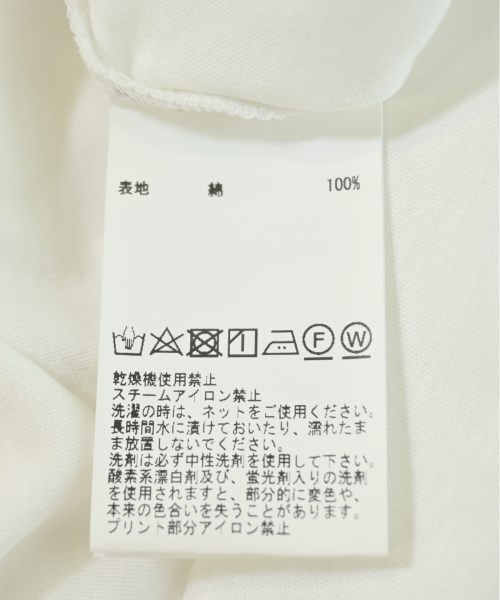 表地 綿 100%
F W
乾燥機使用禁止
スチームアイロン禁止
洗濯の時は、ネットをご使用ください。
長時間水に漬けておいたり、濡れたま
ま放置しないでください。
洗剤は必ず中性洗剤を使用して下さい。
酸素系漂白剤及び、蛍光剤入りの洗剤
を使用されますと、部分的に変色や、
本来の色合いを失うことがあります。
プリント部分アイロン禁止